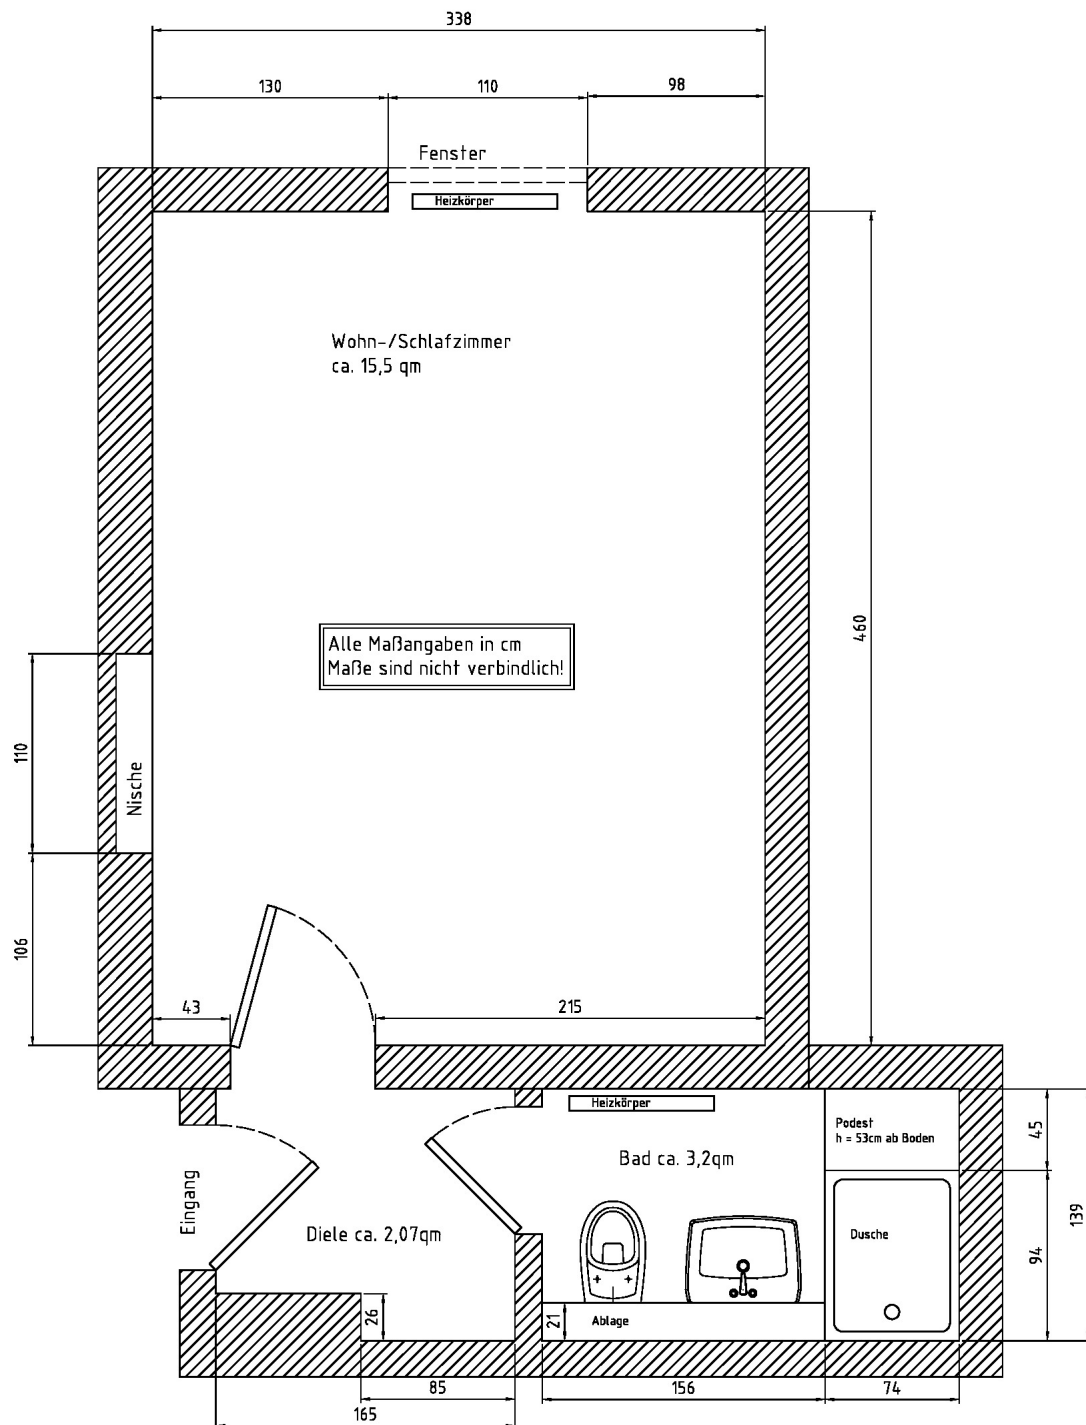 338
130
110
98
Fenster
Heizkörper
Wohn-/Schlafzimmer
ca. 15,5 qm
460
Alle Maßangaben in cm
Maße sind nicht verbindlich!
110
Nische
106
43
215
Heizkörper
Podest
h = 53cm ab Boden
45
Bad ca. 3,2qm
139
Eingang
Diele ca. 2,07qm
Dusche
94
26
21
Ablage
85
156
74
165